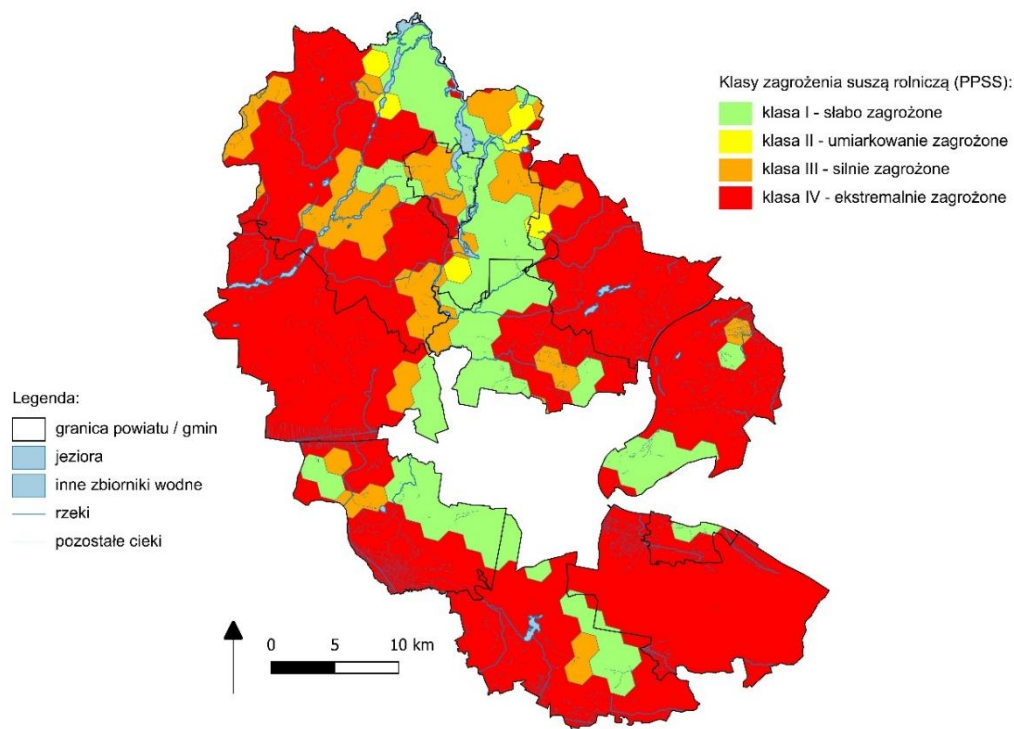 Klasy zagrożenia suszą rolniczą (PPSS):
klasa I - słabo zagrożone
klasa II - umiarkowanie zagrożone
klasa III - silnie zagrożone
klasa IV - ekstremalnie zagrożone
Legenda:
granica powiatu / gmin
jeziora
inne zbiorniki wodne
rzeki
pozostałe cieki
0 5 10 km